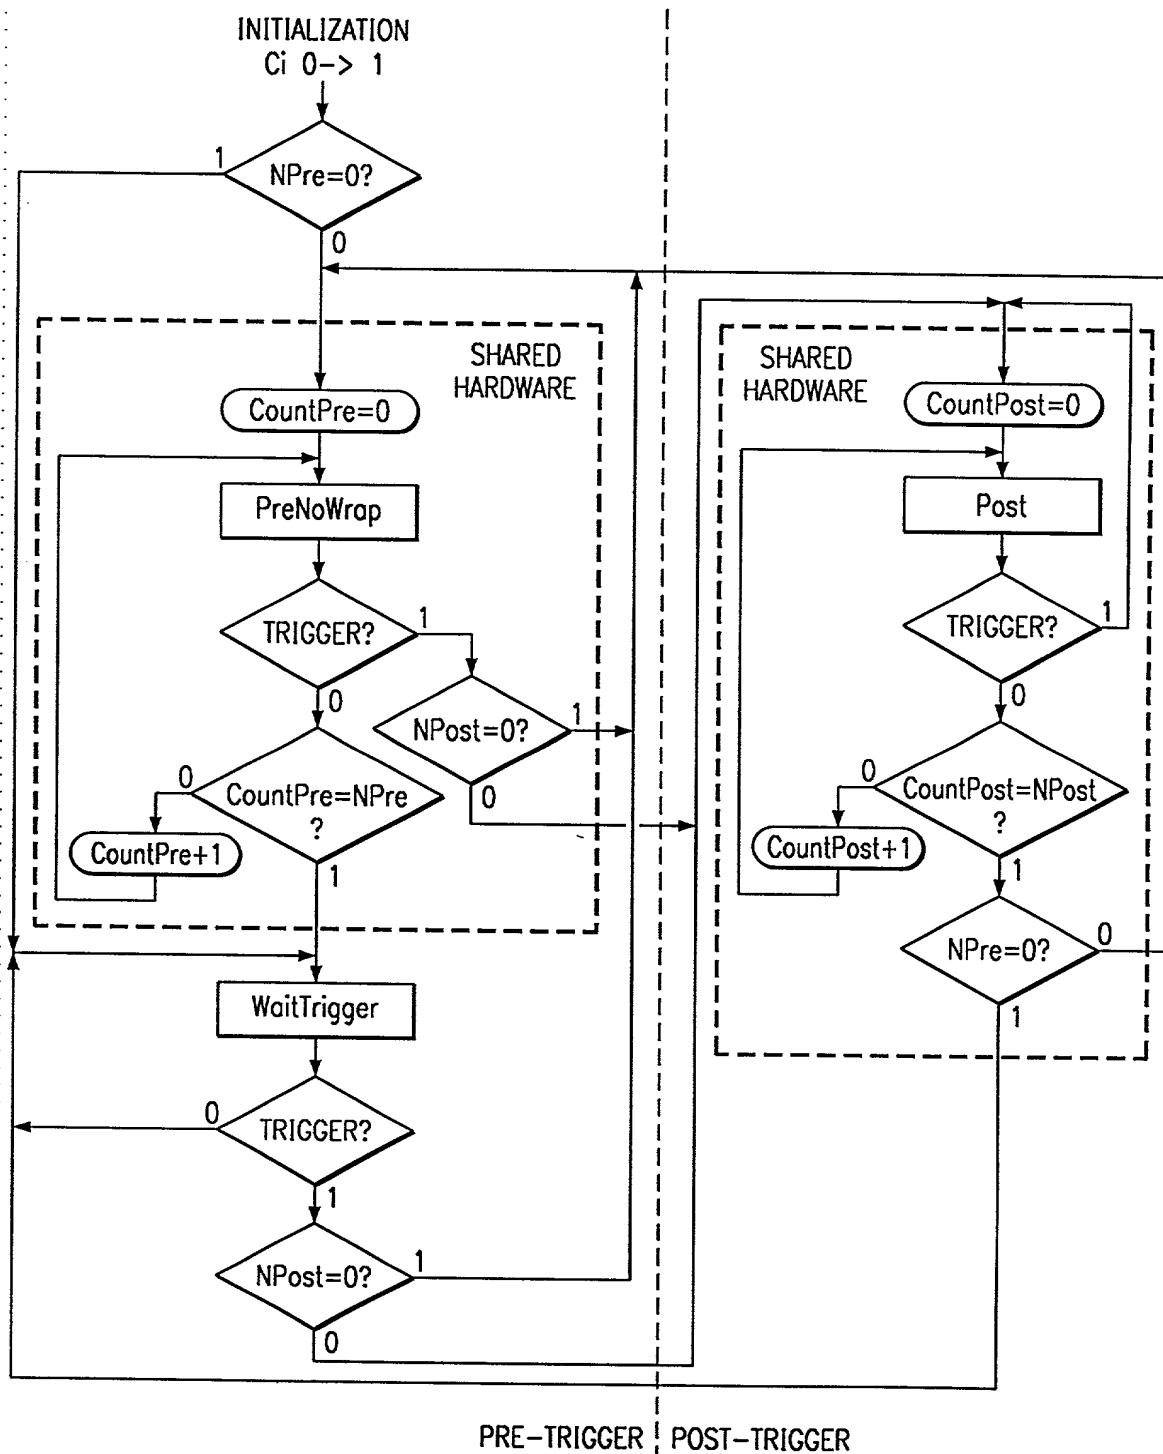 INITIALIZATION
Ci 0-> 1
NPre=0?
1
0
SHARED
HARDWARE
CountPre=0
PreNoWrap
TRIGGER?
1
0
NPost=0?
1
0
CountPre=NPre
?
0
1
CountPre+1
WaitTrigger
TRIGGER?
0
1
NPost=0?
1
0
SHARED
HARDWARE
CountPost=0
Post
TRIGGER?
1
0
CountPost=NPost
?
0
1
CountPost+1
NPre=0?
0
1
PRE-TRIGGER
POST-TRIGGER